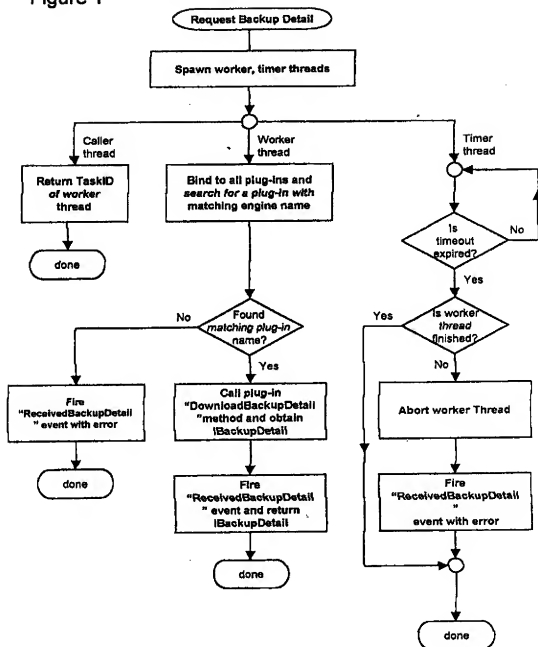 Figure 1
Request Backup Detail
Spawn worker, timer threads
Caller
thread
Worker
thread
Timer
thread
Return TaskID
of worker
thread
Bind to all plug-ins and
search for a plug-in with
matching engine name
done
Is
timeout
expired?
No
Yes
Found
matching plug-in
name?
No
Yes
Is worker
thread
finished?
Yes
No
Fire
"ReceivedBackupDetail
" event with error
Call plug-in
"DownloadBackupDetail
"method and obtain
IBackupDetail
Abort worker Thread
done
Fire
"ReceivedBackupDetail
" event and return
IBackupDetail
Fire
"ReceivedBackupDetail
"
event with error
done
done